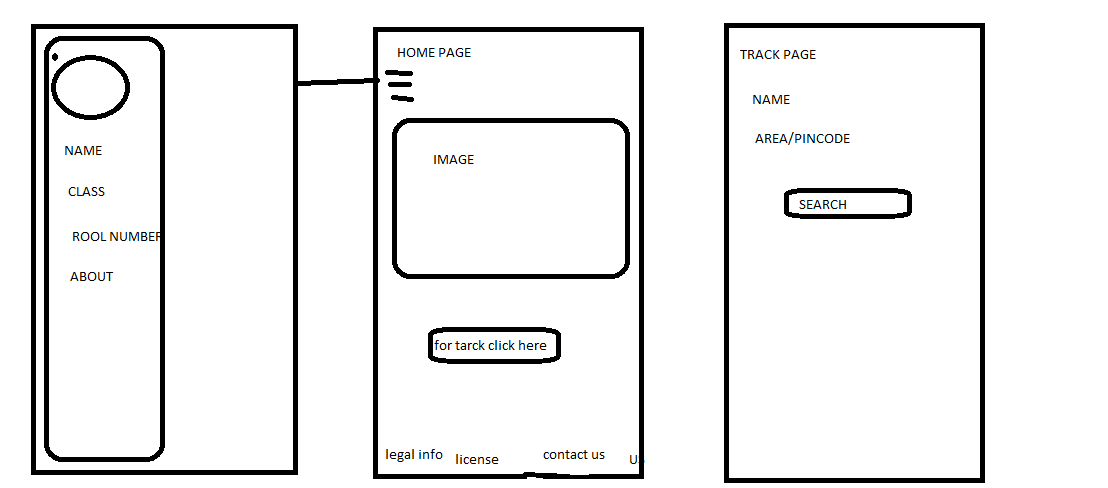 NAME
CLASS
ROOL NUMBER
ABOUT
HOME PAGE
IMAGE
for tarck click here
legal info
license
contact us
Us
TRACK PAGE
NAME
AREA/PINCODE
SEARCH